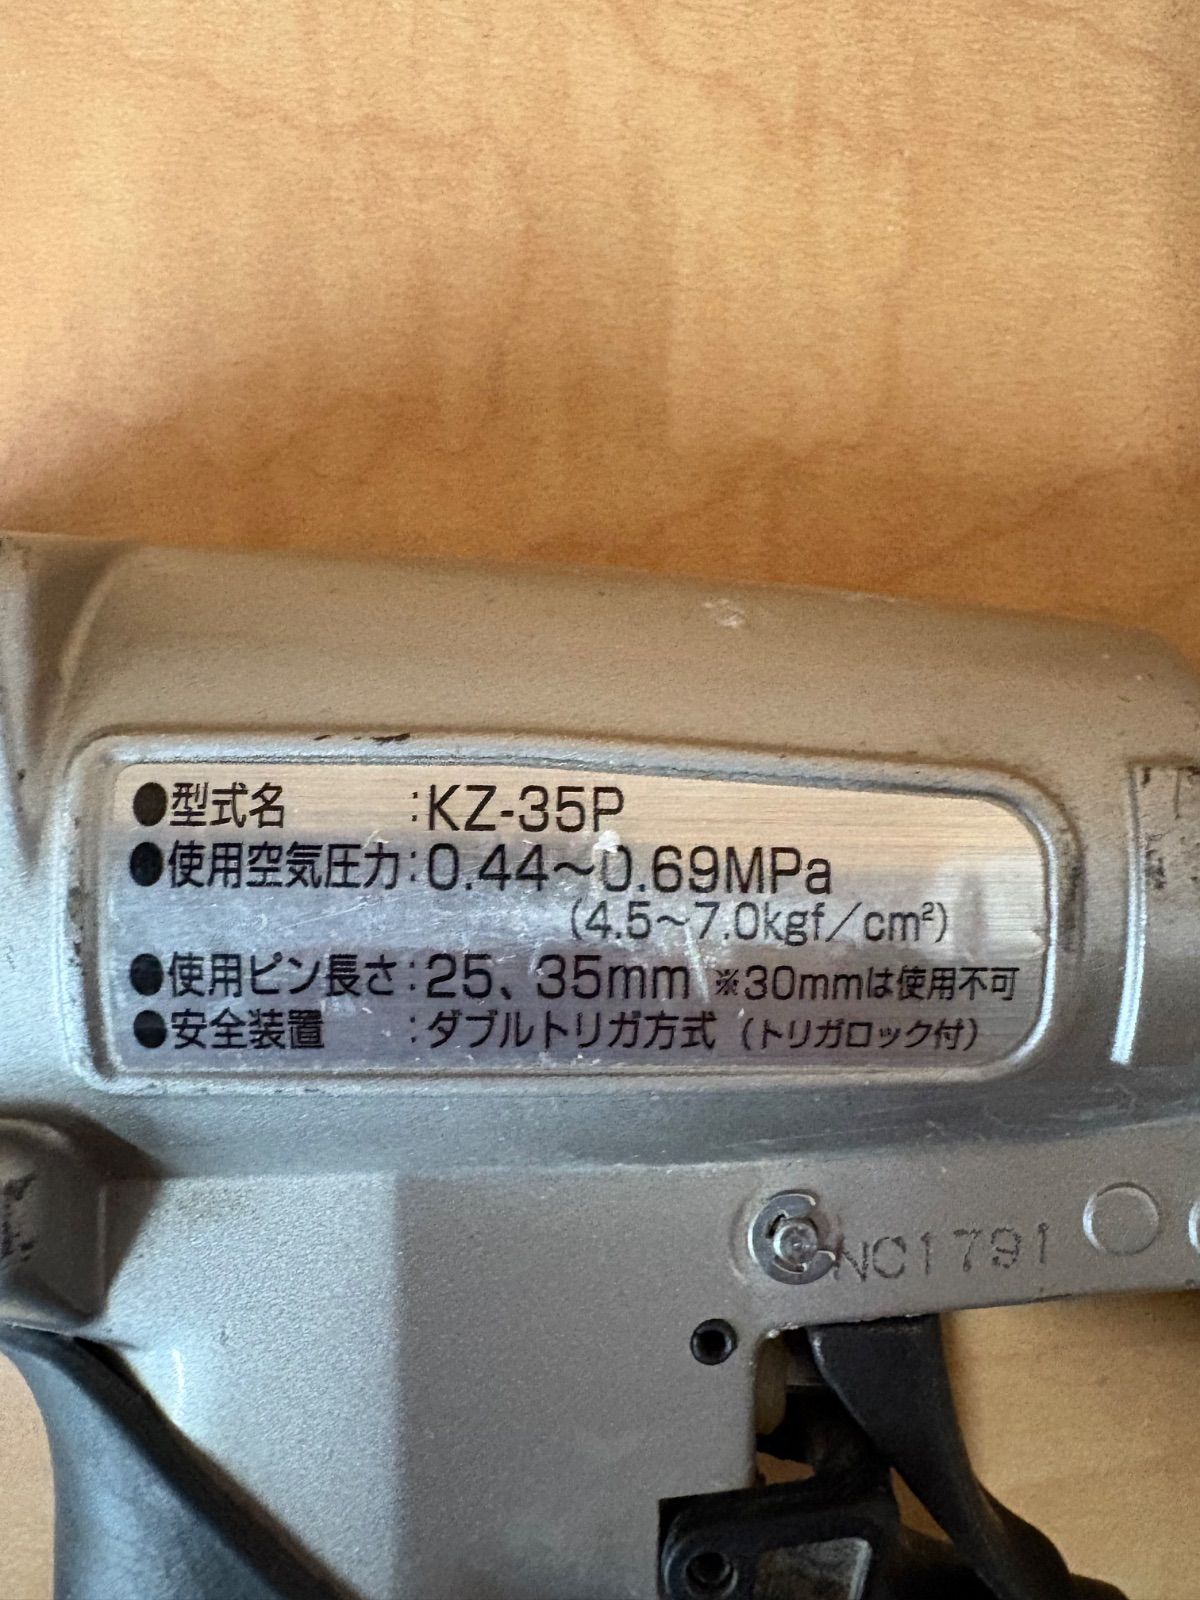 ●型式名　　　:KZ-35P
●使用空気圧力:0.44～0.69MPa
(4.5～7.0kgf/cm²)
●使用ピン長さ:25、35mm ※30mmは使用不可
●安全装置　　:ダブルトリガ方式（トリガロック付）
NC1791